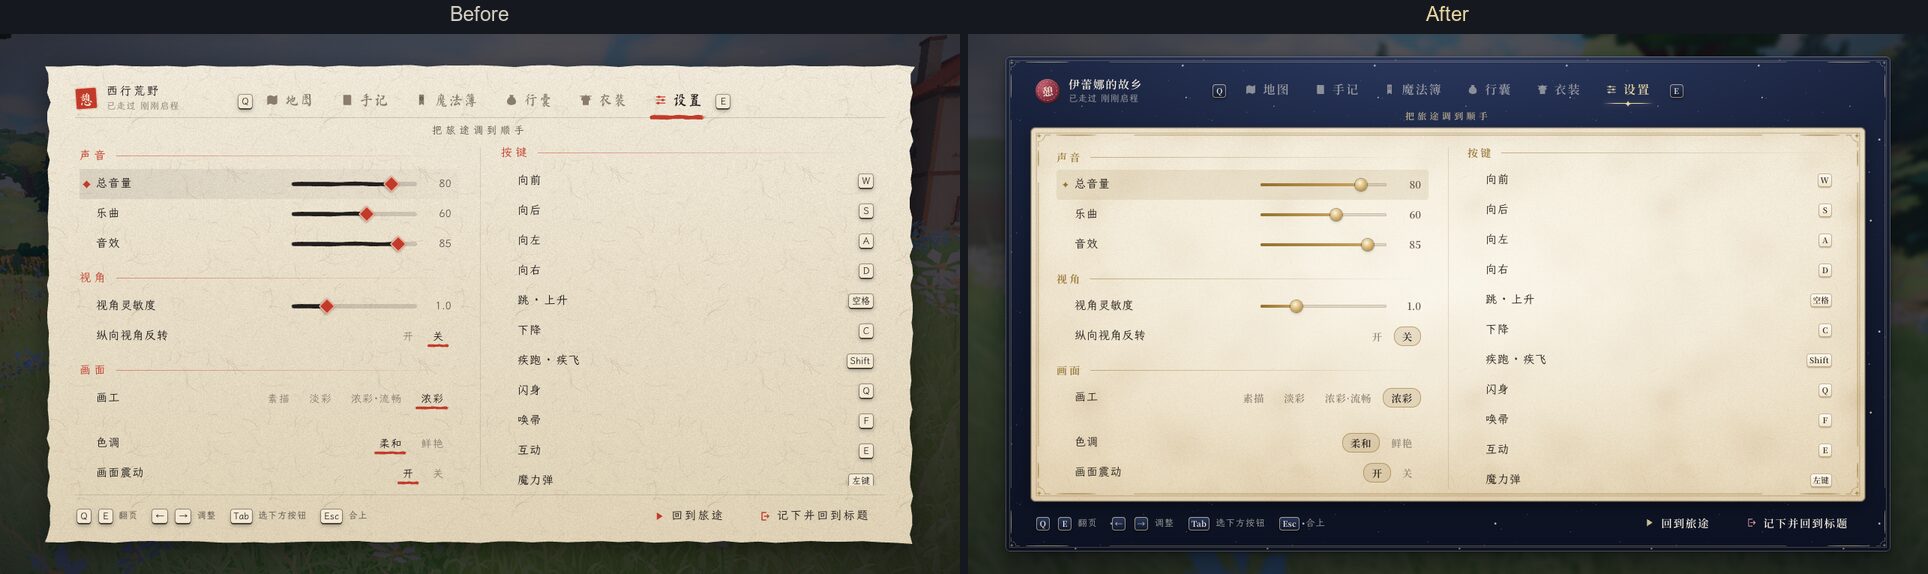 Before
憩
西行荒野
已走过 刚刚启程
Q 地图 手记 魔法簿 行囊 衣装 设置 E
把旅途调到顺手
声音
总音量 80
乐曲 60
音效 85
视角
视角灵敏度 1.0
纵向视角反转 开 关
画面
画工 素描 淡彩 浓彩·流畅 浓彩
色调 柔和 鲜艳
画面震动 开 关
按键
向前 W
向后 S
向左 A
向右 D
跳·上升 空格
下降 C
疾跑·疾飞 Shift
闪身 Q
唤帚 F
互动 E
魔力弹 左键
Q E 翻页 ← → 调整 Tab 选下方按钮 Esc 合上
回到旅途 记下并回到标题
After
憩
伊蕾娜的故乡
已走过 刚刚启程
Q 地图 手记 魔法簿 行囊 衣装 设置 E
把旅途调到顺手
声音
总音量 80
乐曲 60
音效 85
视角
视角灵敏度 1.0
纵向视角反转 开 关
画面
画工 素描 淡彩 浓彩·流畅 浓彩
色调 柔和 鲜艳
画面震动 开 关
按键
向前 W
向后 S
向左 A
向右 D
跳·上升 空格
下降 C
疾跑·疾飞 Shift
闪身 Q
唤帚 F
互动 E
魔力弹 左键
Q E 翻页 ← → 调整 Tab 选下方按钮 Esc 合上
回到旅途 记下并回到标题